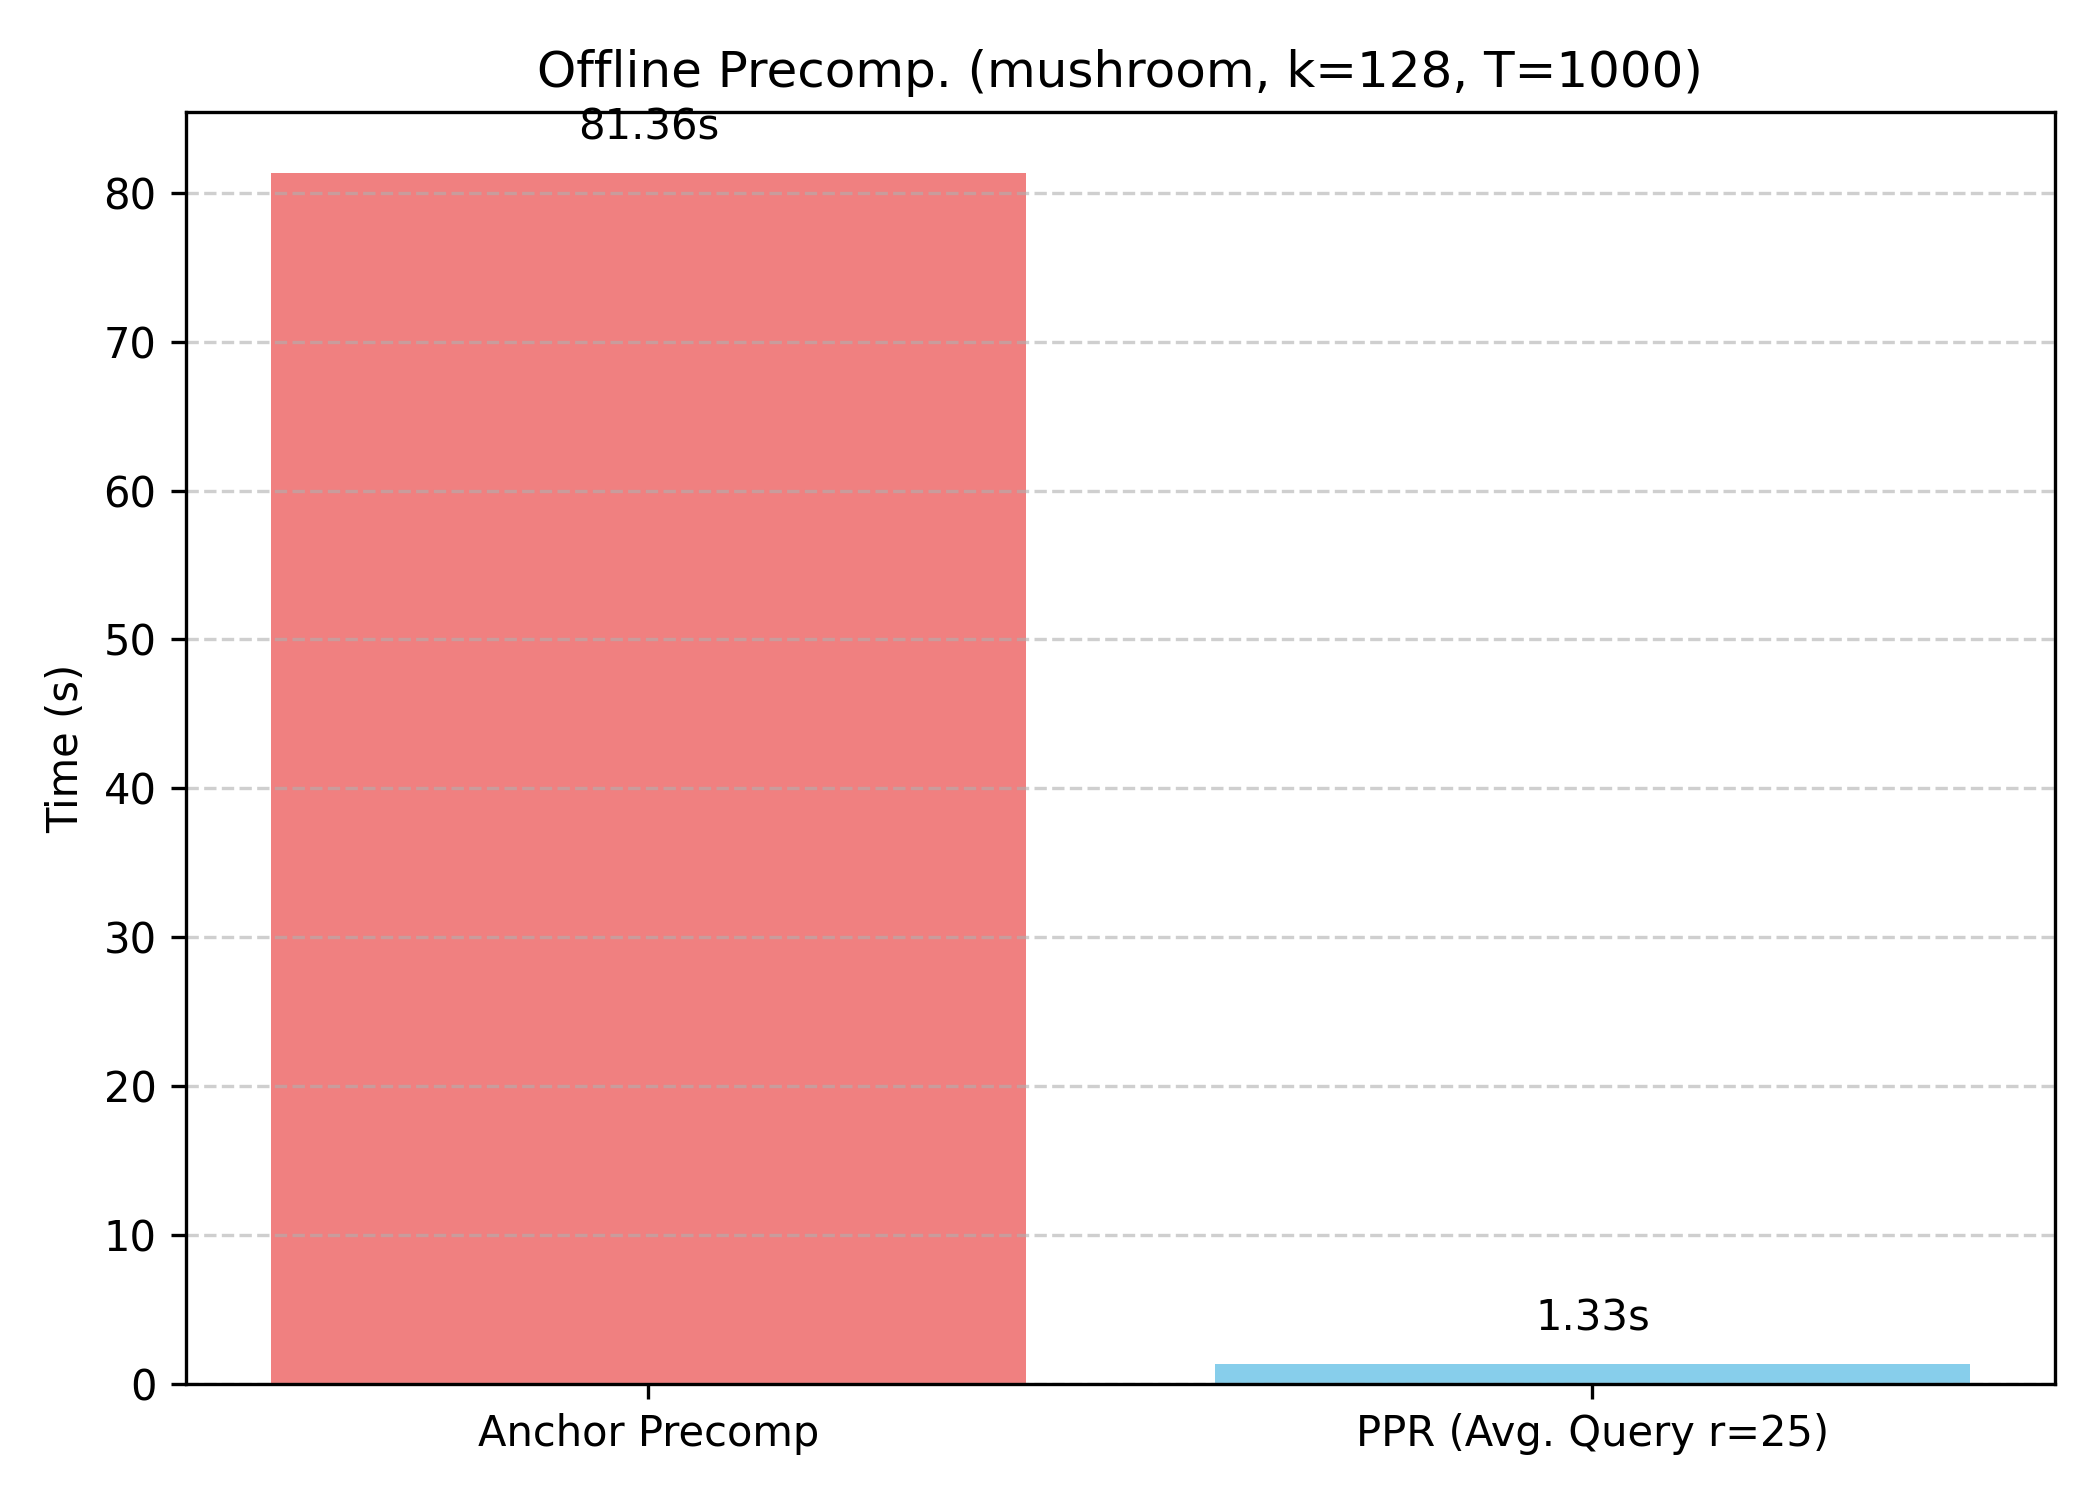 Offline Precomp. (mushroom, k=128, T=1000)
81.36s
80
70
60
50
40
30
20
10
0
Time (s)
1.33s
Anchor Precomp
PPR (Avg. Query r=25)